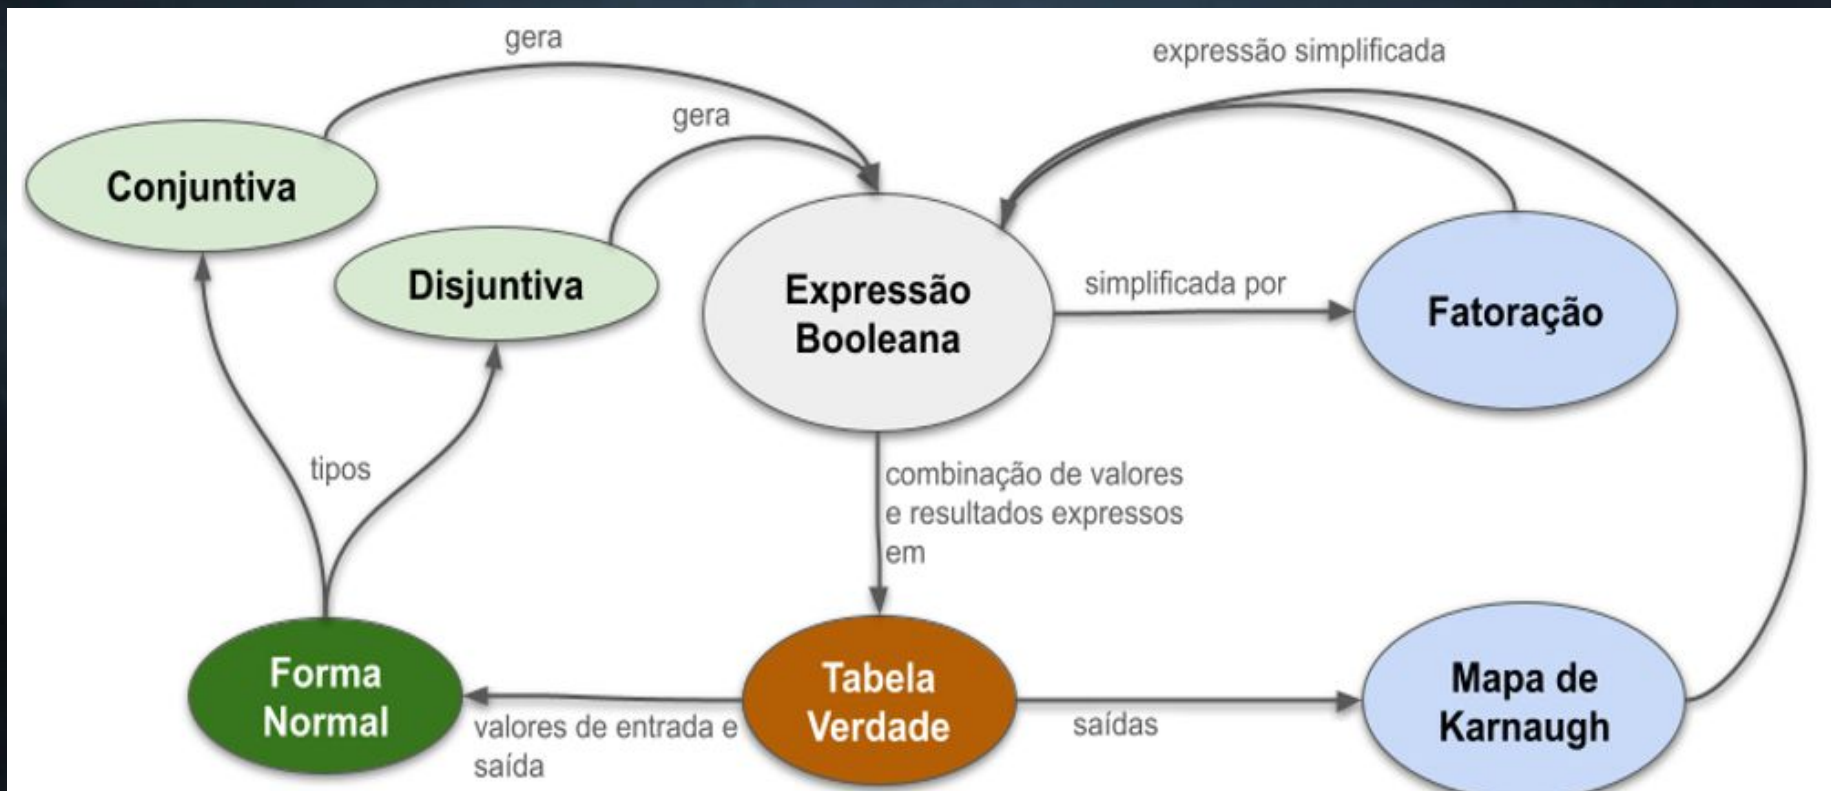 gera
expressão simplificada
gera
Conjuntiva
Disjuntiva
Expressão
Booleana
simplificada por
Fatoração
tipos
combinação de valores
e resultados expressos
em
Forma
Normal
valores de entrada e
saída
Tabela
Verdade
saídas
Mapa de
Karnaugh